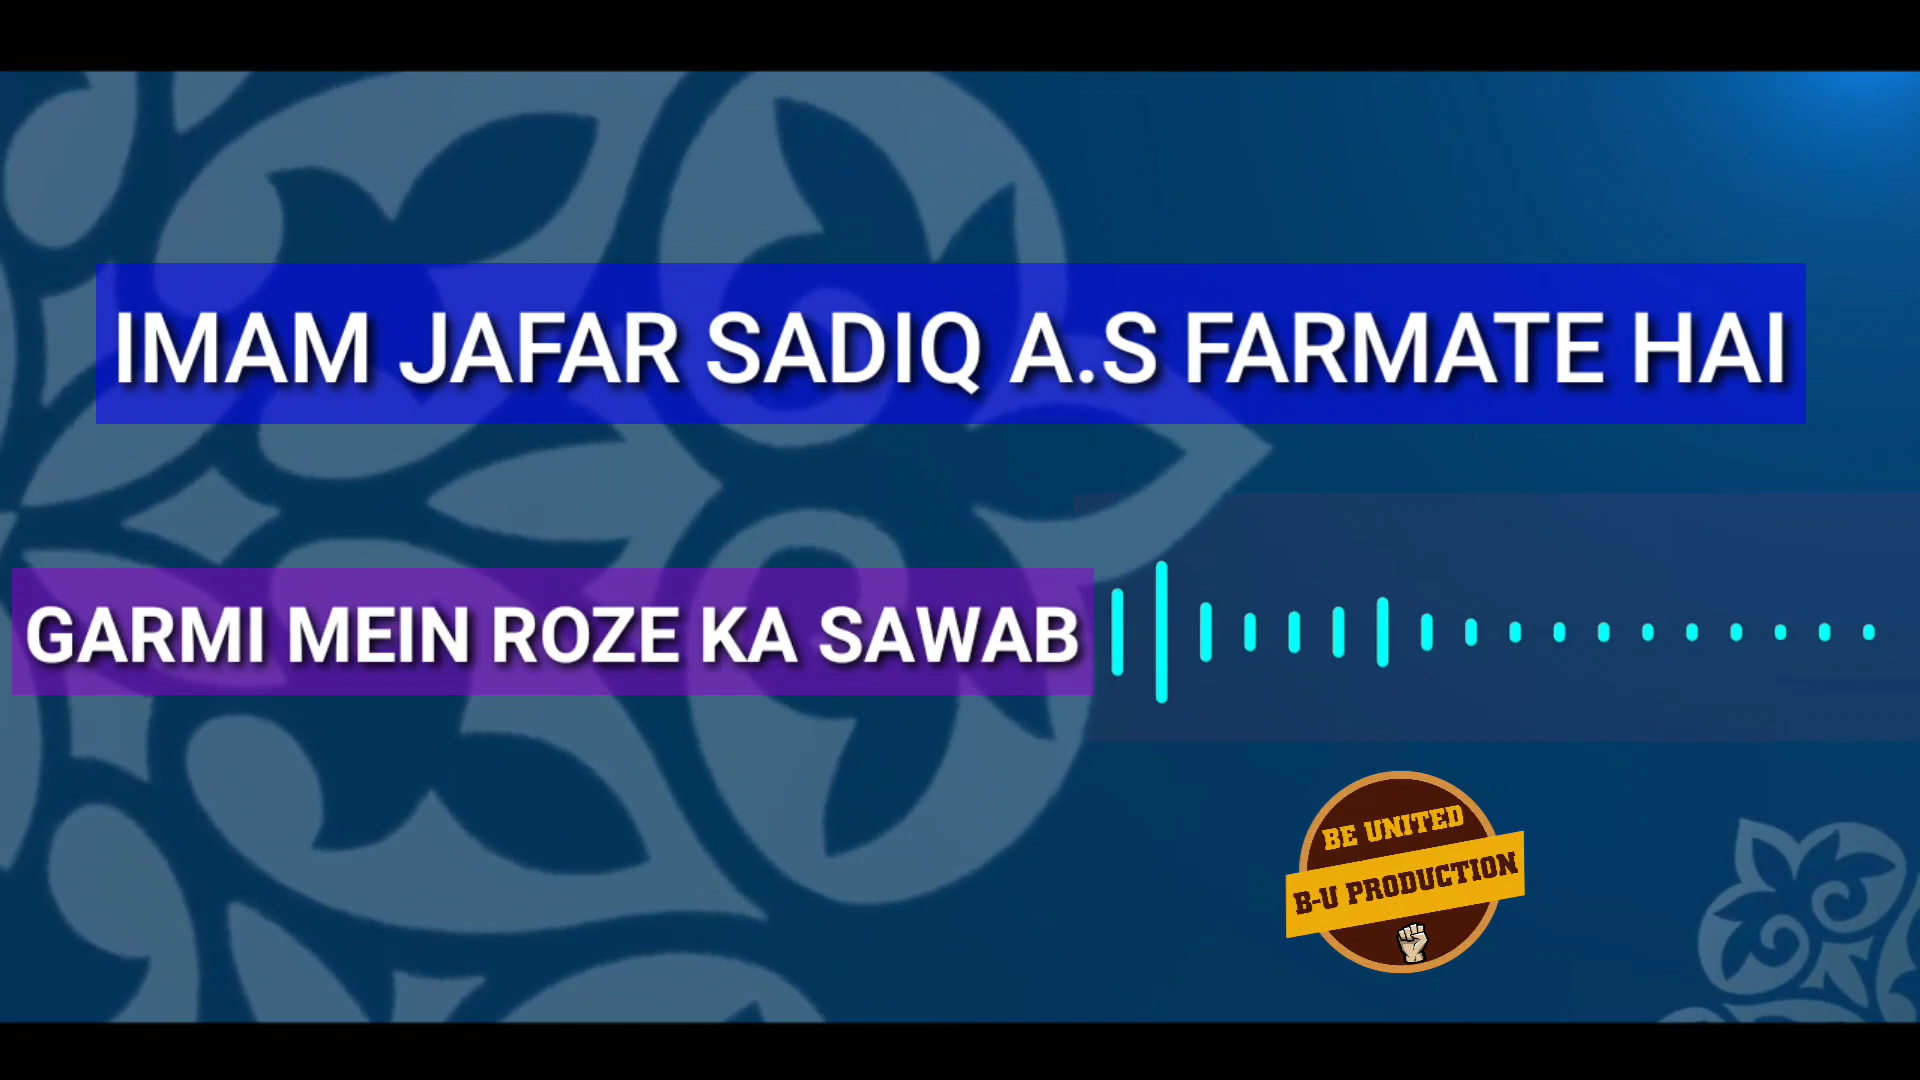 IMAM JAFAR SADIQ A.S FARMATE HAI
GARMI MEIN ROZE KA SAWAB
BE UNITED
B-U PRODUCTION